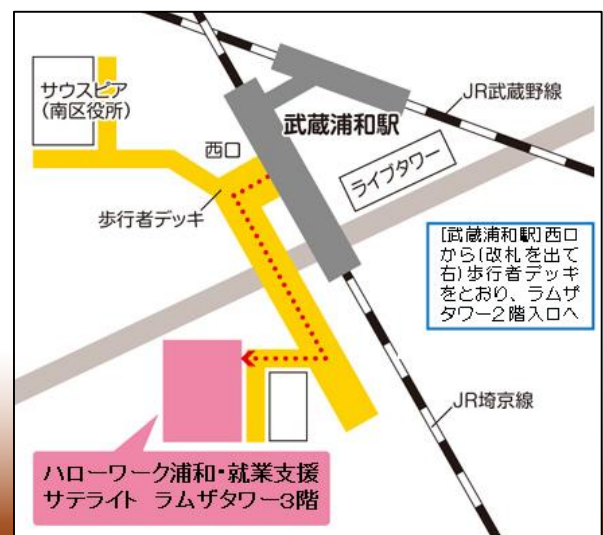 サウスピア
（南区役所）
JR武蔵野線
武蔵浦和駅
西口
ライブタワー
歩行者デッキ
[武蔵浦和駅]西口
から(改札を出て
右)歩行者デッキ
をとおり、ラムザ
タワー2階入口へ
JR埼京線
ハローワーク浦和・就業支援
サテライト　ラムザタワー3階